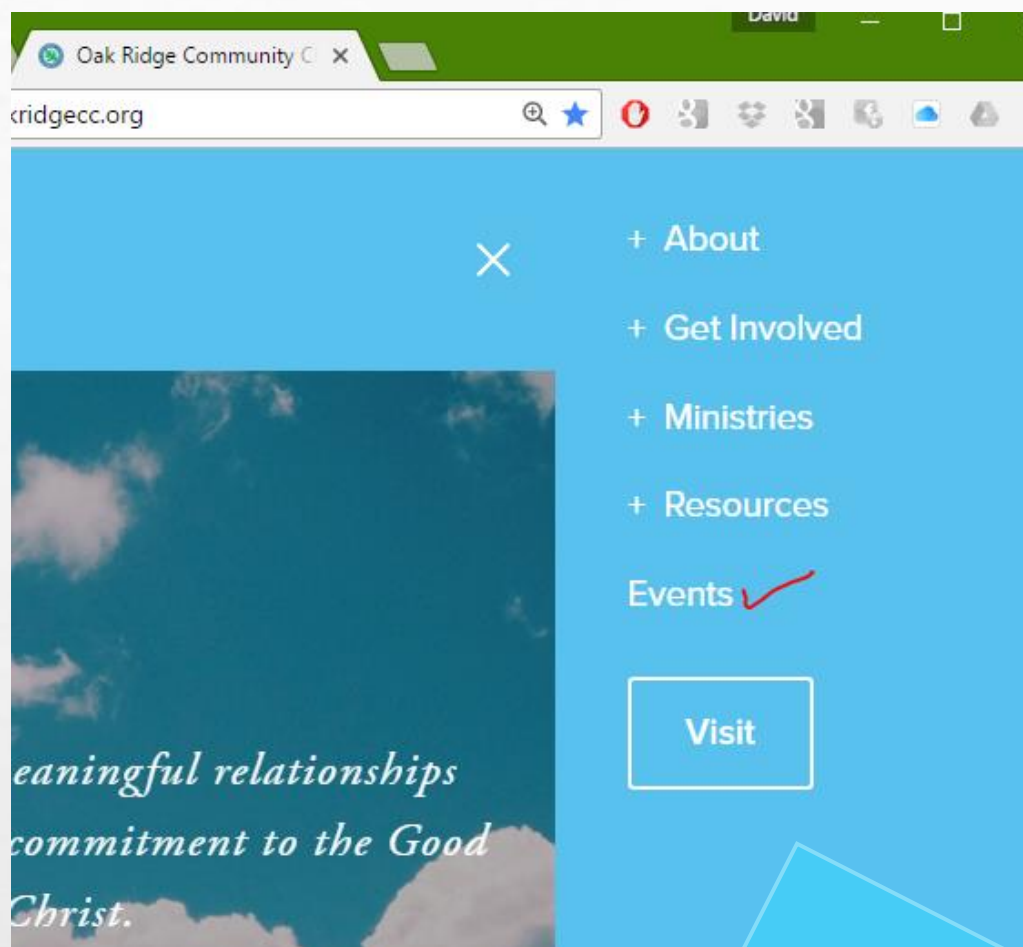 David
Oak Ridge Community C
kridgecc.org
+ About
+ Get Involved
+ Ministries
+ Resources
Events
Visit
eaningful relationships
commitment to the Good
Christ.